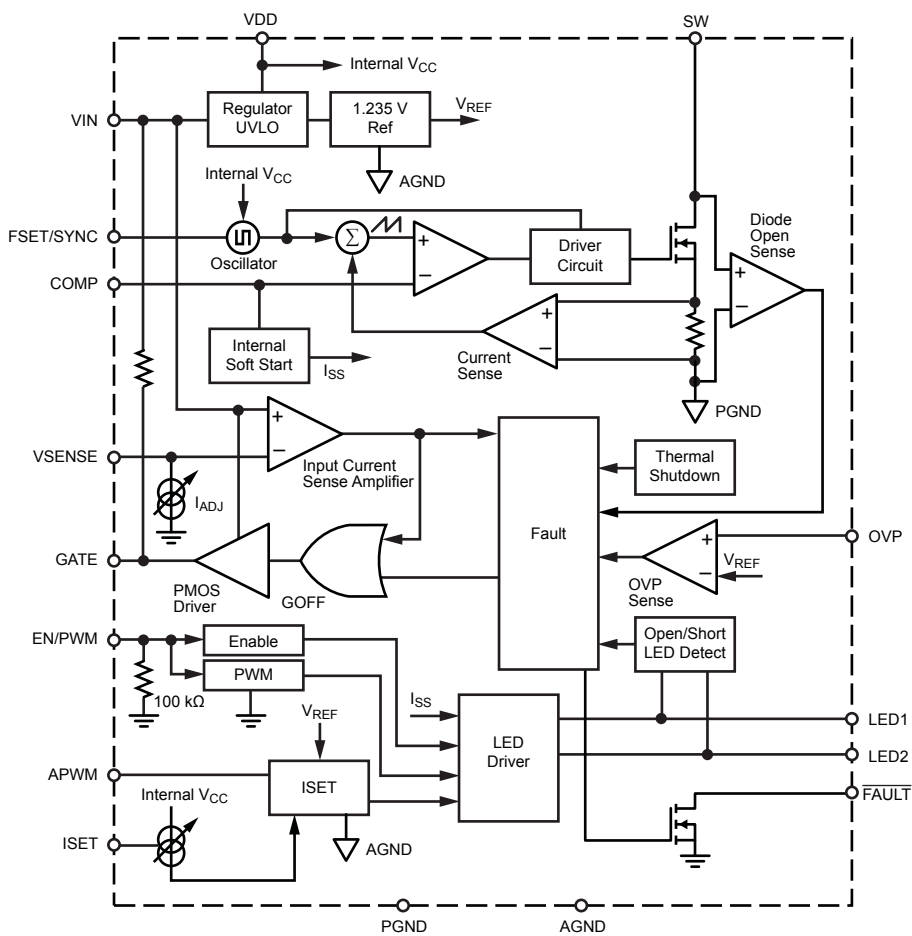 VDD
SW
Internal VCC
VIN
Regulator
UVLO
1.235 V
Ref
VREF
AGND
Internal VCC
FSET/SYNC
Oscillator
Σ
+
−
Driver
Circuit
Diode
Open
Sense
+
−
COMP
Internal
Soft Start
ISS
+
−
Current
Sense
PGND
+
−
Input Current
Sense Amplifier
VSENSE
IADJ
Fault
Thermal
Shutdown
GATE
PMOS
Driver
GOFF
+
−
VREF
OVP
Sense
OVP
EN/PWM
Enable
PWM
100 kΩ
Open/Short
LED Detect
ISS
VREF
LED
Driver
LED1
LED2
APWM
ISET
Internal VCC
AGND
FAULT
ISET
PGND
AGND